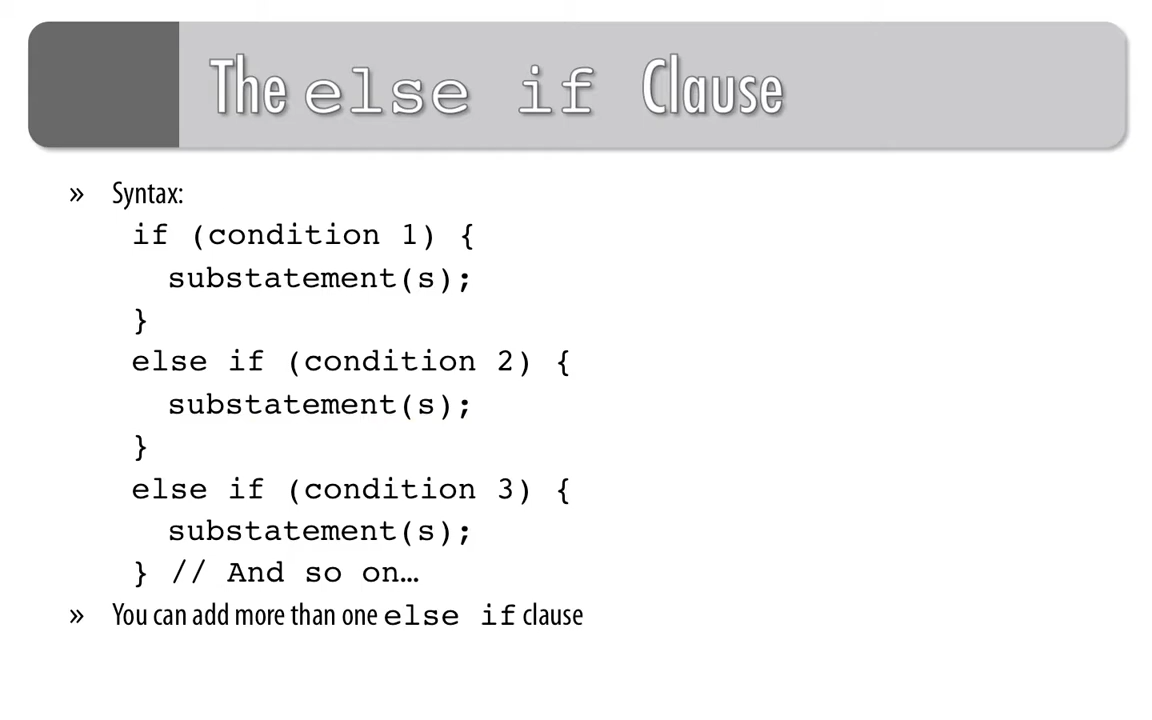 The else if Clause
» Syntax:
if (condition 1) {
substatement(s);
}
else if (condition 2) {
substatement(s);
}
else if (condition 3) {
substatement(s);
} // And so on…
» You can add more than one else if clause